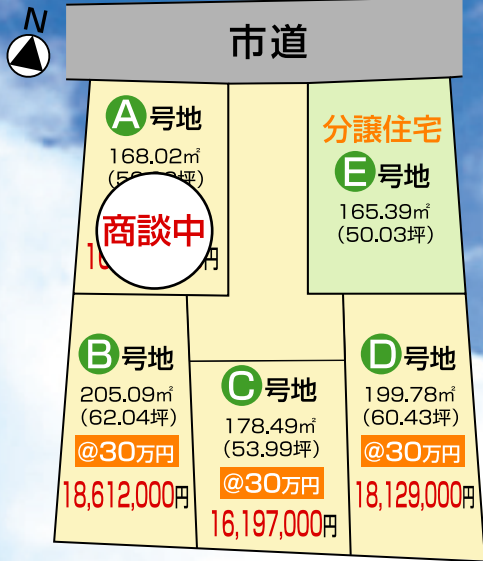 N
市道
A号地
168.02㎡
商談中
円
分譲住宅
E号地
165.39㎡
(50.03坪)
B号地
205.09㎡
(62.04坪)
@30万円
18,612,000円
C号地
178.49㎡
(53.99坪)
@30万円
16,197,000円
D号地
199.78㎡
(60.43坪)
@30万円
18,129,000円